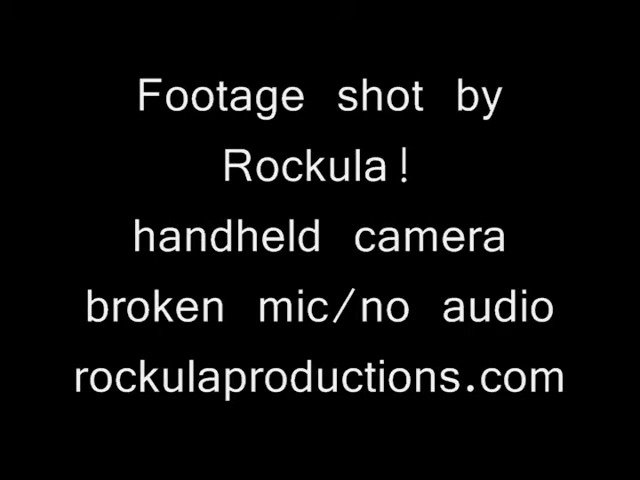 Footage shot by
Rockula!
handheld camera
broken mic/no audio
rockulaproductions.com